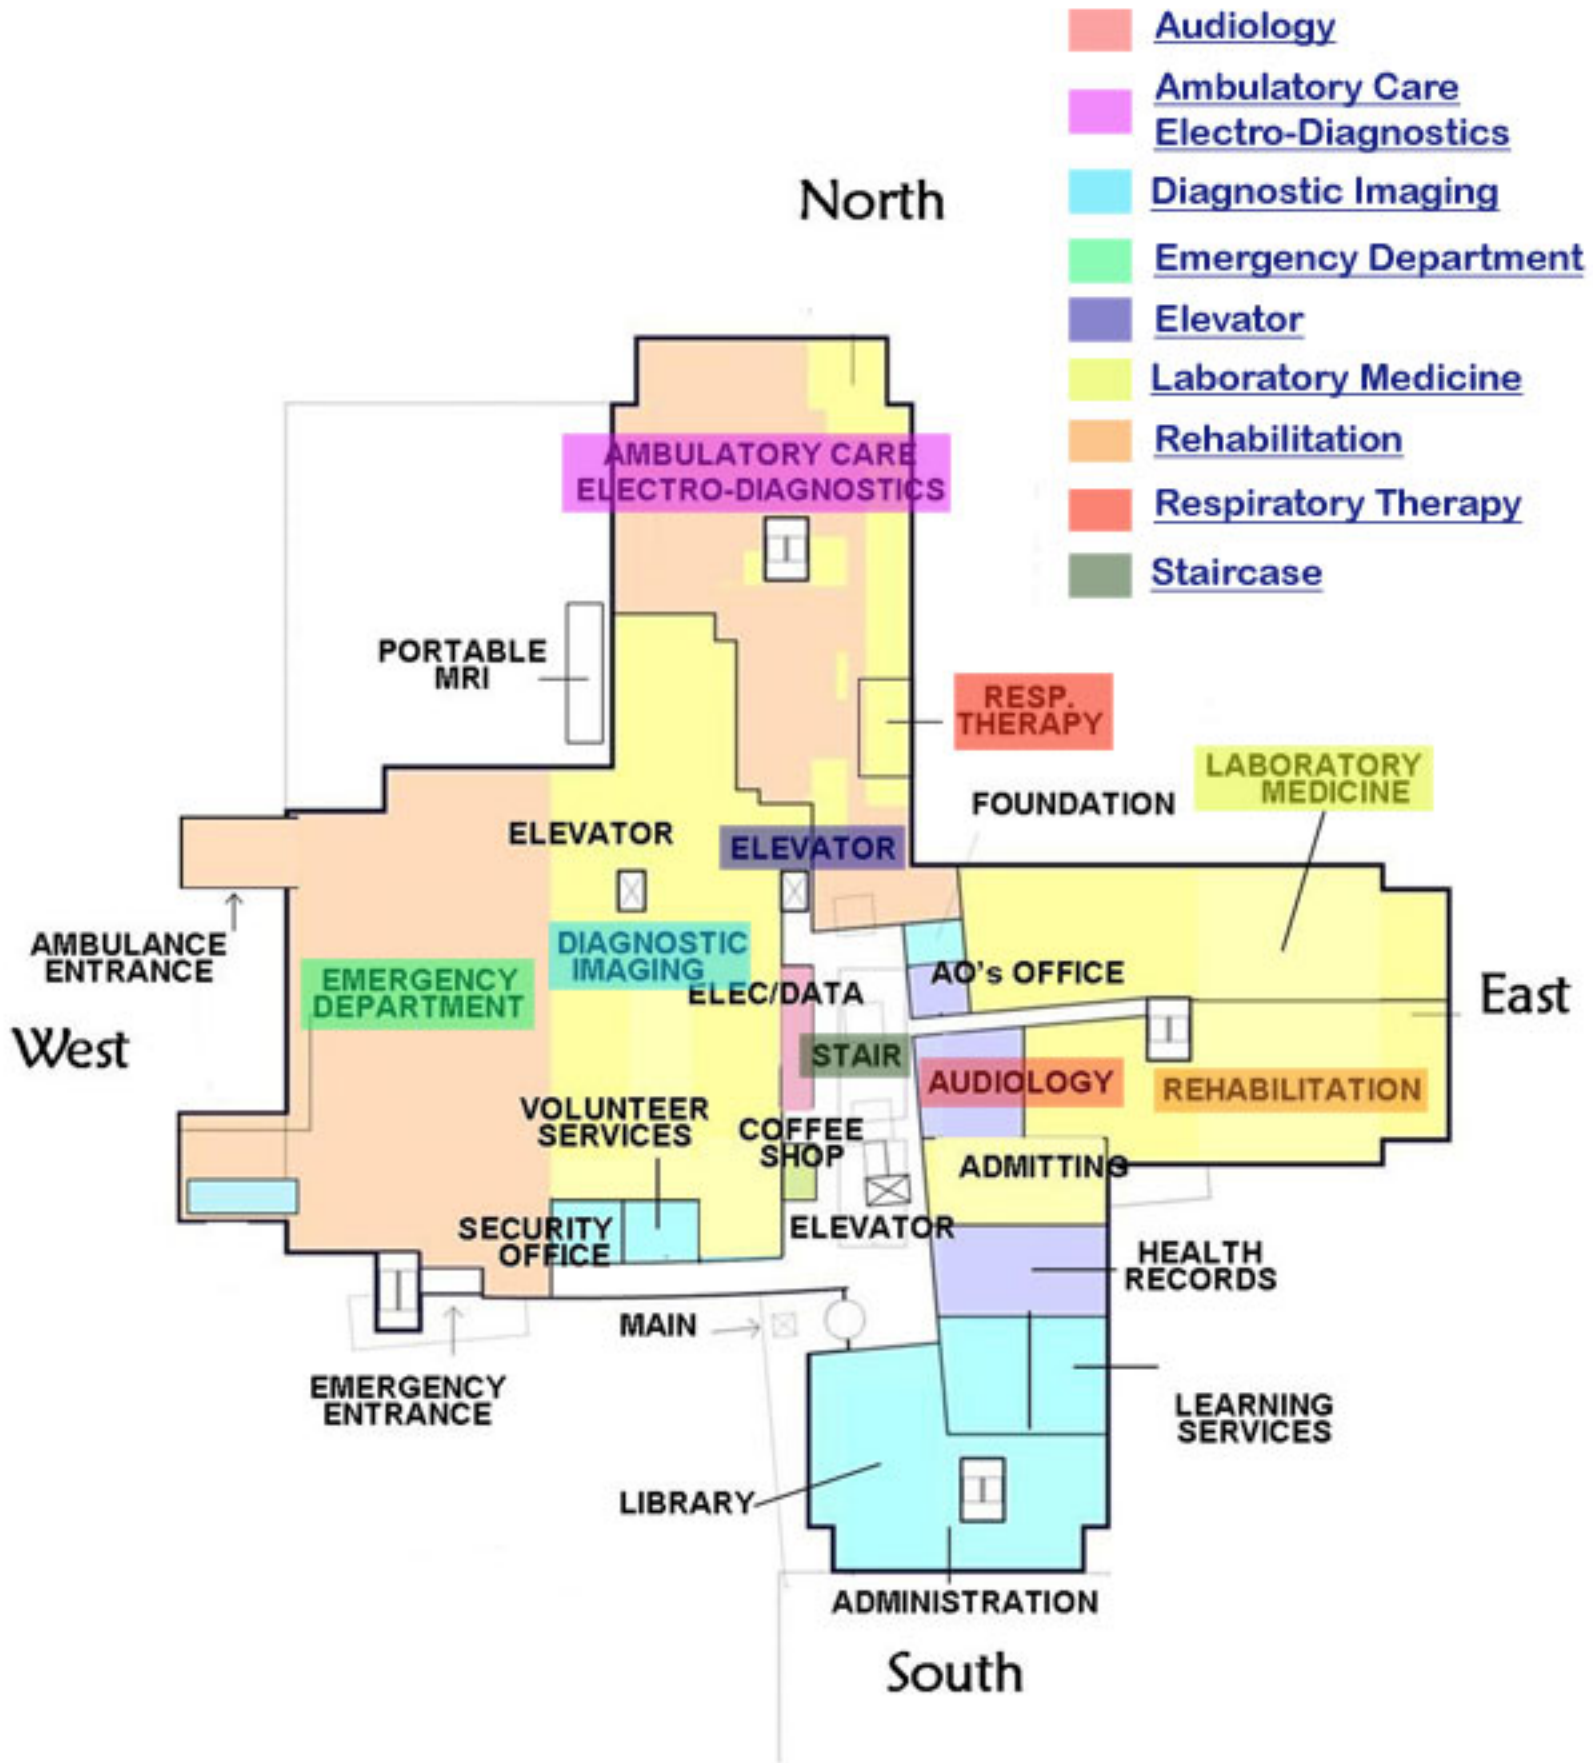 Audiology
Ambulatory Care
Electro-Diagnostics
Diagnostic Imaging
Emergency Department
Elevator
Laboratory Medicine
Rehabilitation
Respiratory Therapy
Staircase
North
AMBULATORY CARE
ELECTRO-DIAGNOSTICS
PORTABLE
MRI
RESP.
THERAPY
LABORATORY
MEDICINE
FOUNDATION
ELEVATOR
ELEVATOR
AMBULANCE
ENTRANCE
EMERGENCY
DEPARTMENT
DIAGNOSTIC
IMAGING
ELEC/DATA
AO's OFFICE
East
West
STAIR
AUDIOLOGY
REHABILITATION
VOLUNTEER
SERVICES
COFFEE
SHOP
ADMITTING
SECURITY
OFFICE
ELEVATOR
HEALTH
RECORDS
MAIN
EMERGENCY
ENTRANCE
LEARNING
SERVICES
LIBRARY
ADMINISTRATION
South